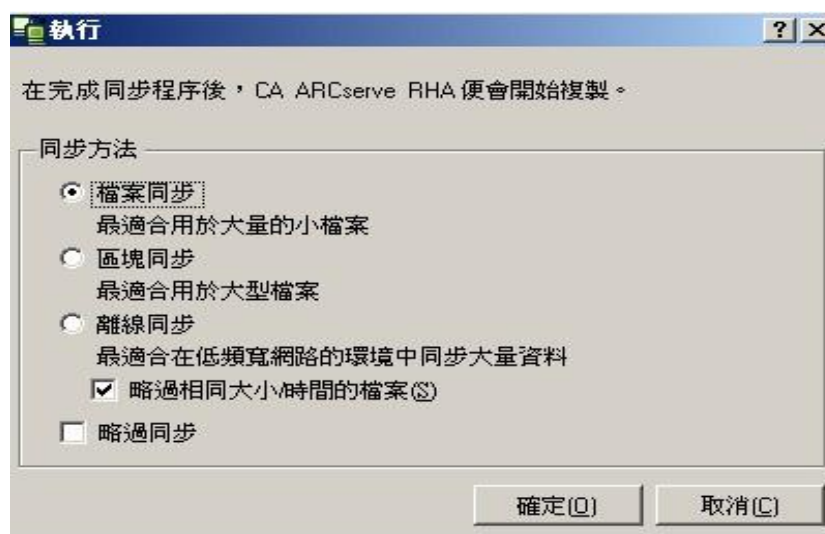 執行
在完成同步程序後,CA ARCserve RHA 便會開始複製。
同步方法
檔案同步
最適合用於大量的小檔案
區塊同步
最適合用於大型檔案
離線同步
最適合在低頻寬網路的環境中同步大量資料
略過相同大小/時間的檔案(S)
略過同步
確定(O) 取消(C)